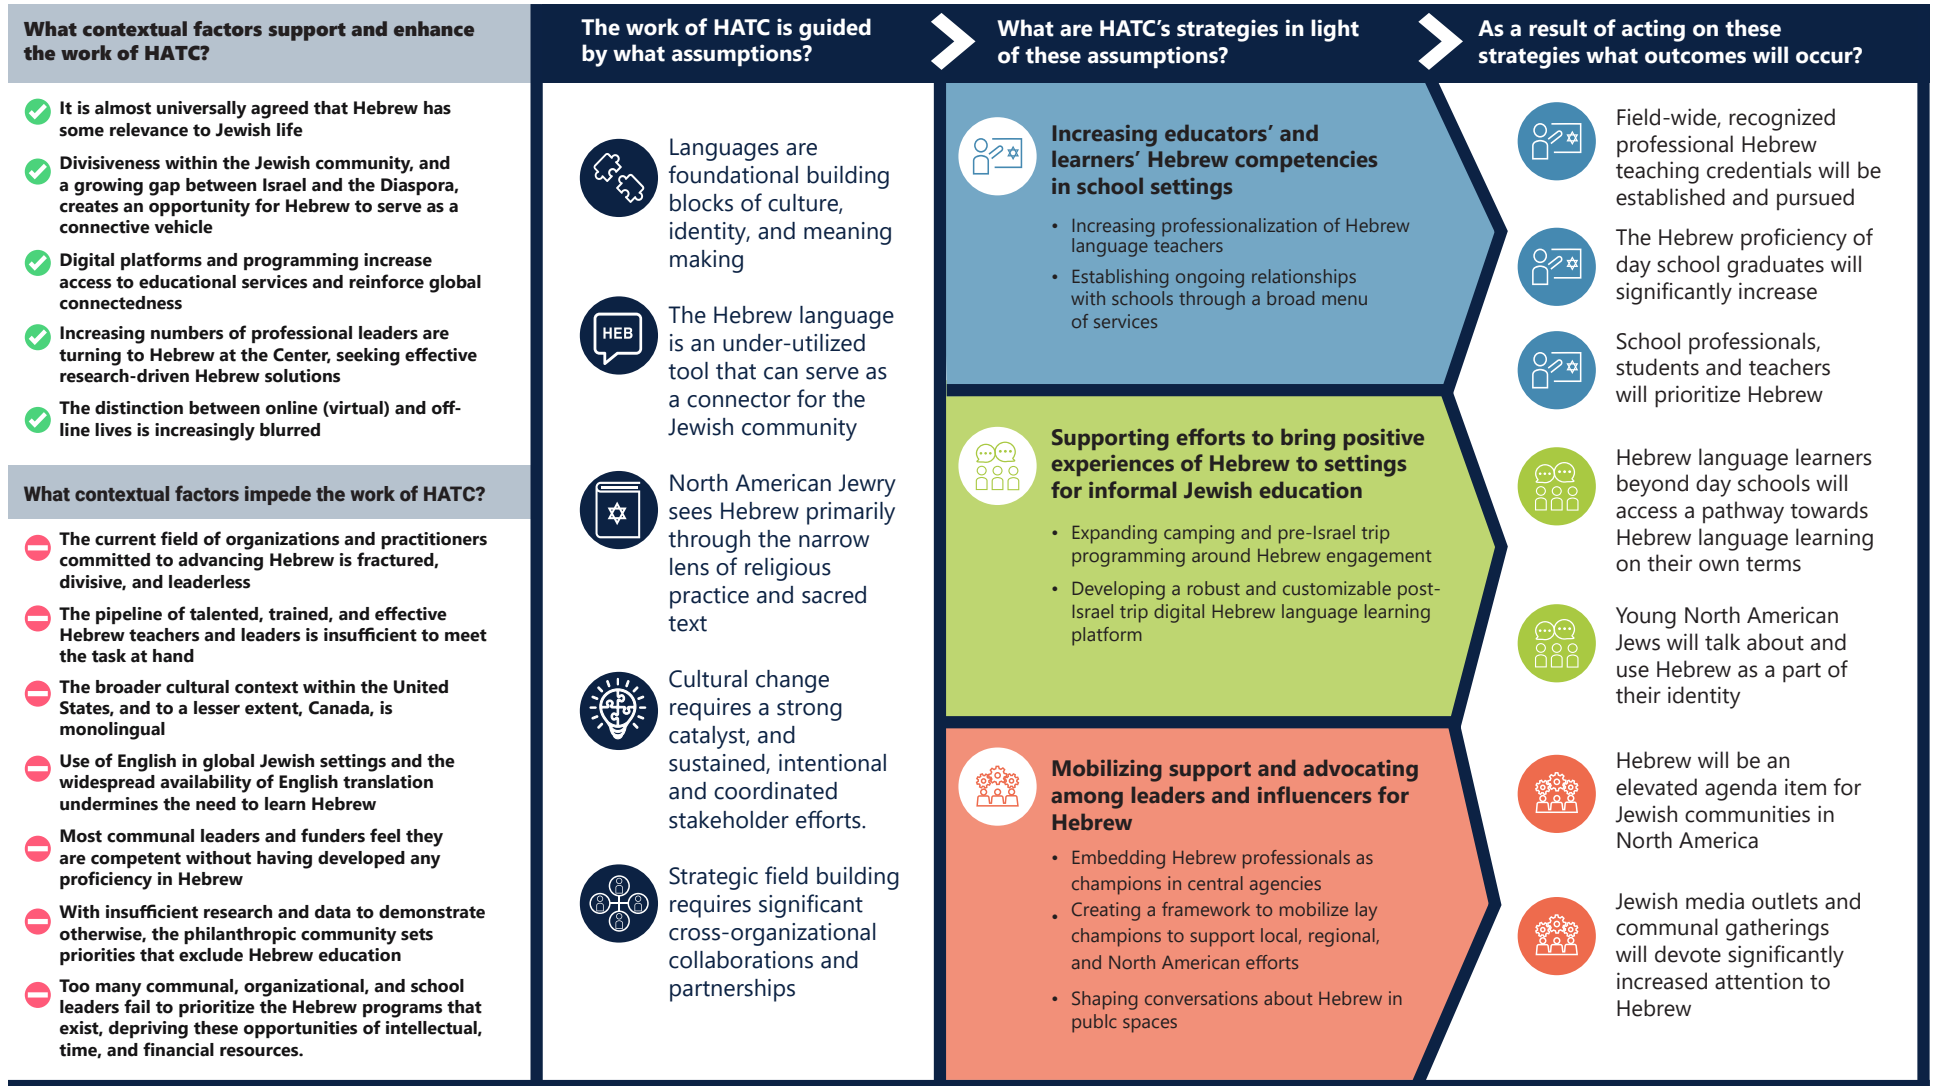 What contextual factors support and enhance
the work of HATC?
It is almost universally agreed that Hebrew has
some relevance to Jewish life
Divisiveness within the Jewish community, and
a growing gap between Israel and the Diaspora,
creates an opportunity for Hebrew to serve as a
connective vehicle
Digital platforms and programming increase
access to educational services and reinforce global
connectedness
Increasing numbers of professional leaders are
turning to Hebrew at the Center, seeking effective
research-driven Hebrew solutions
The distinction between online (virtual) and off-
line lives is increasingly blurred
What contextual factors impede the work of HATC?
The current field of organizations and practitioners
committed to advancing Hebrew is fractured,
divisive, and leaderless
The pipeline of talented, trained, and effective
Hebrew teachers and leaders is insufficient to meet
the task at hand
The broader cultural context within the United
States, and to a lesser extent, Canada, is
monolingual
Use of English in global Jewish settings and the
widespread availability of English translation
undermines the need to learn Hebrew
Most communal leaders and funders feel they
are competent without having developed any
proficiency in Hebrew
With insufficient research and data to demonstrate
otherwise, the philanthropic community sets
priorities that exclude Hebrew education
Too many communal, organizational, and school
leaders fail to prioritize the Hebrew programs that
exist, depriving these opportunities of intellectual,
time, and financial resources.
The work of HATC is guided
by what assumptions?
Languages are
foundational building
blocks of culture,
identity, and meaning
making
HEB
The Hebrew language
is an under-utilized
tool that can serve as
a connector for the
Jewish community
North American Jewry
sees Hebrew primarily
through the narrow
lens of religious
practice and sacred
text
Cultural change
requires a strong
catalyst, and
sustained, intentional
and coordinated
stakeholder efforts.
Strategic field building
requires significant
cross-organizational
collaborations and
partnerships
What are HATC's strategies in light
of these assumptions?
Increasing educators' and
learners' Hebrew competencies
in school settings
• Increasing professionalization of Hebrew
language teachers
• Establishing ongoing relationships
with schools through a broad menu
of services
Supporting efforts to bring positive
experiences of Hebrew to settings
for informal Jewish education
• Expanding camping and pre-Israel trip
programming around Hebrew engagement
• Developing a robust and customizable post-
Israel trip digital Hebrew language learning
platform
Mobilizing support and advocating
among leaders and influencers for
Hebrew
• Embedding Hebrew professionals as
champions in central agencies
• Creating a framework to mobilize lay
champions to support local, regional,
and North American efforts
• Shaping conversations about Hebrew in
publc spaces
As a result of acting on these
strategies what outcomes will occur?
Field-wide, recognized
professional Hebrew
teaching credentials will be
established and pursued
The Hebrew proficiency of
day school graduates will
significantly increase
School professionals,
students and teachers
will prioritize Hebrew
Hebrew language learners
beyond day schools will
access a pathway towards
Hebrew language learning
on their own terms
Young North American
Jews will talk about and
use Hebrew as a part of
their identity
Hebrew will be an
elevated agenda item for
Jewish communities in
North America
Jewish media outlets and
communal gatherings
will devote significantly
increased attention to
Hebrew